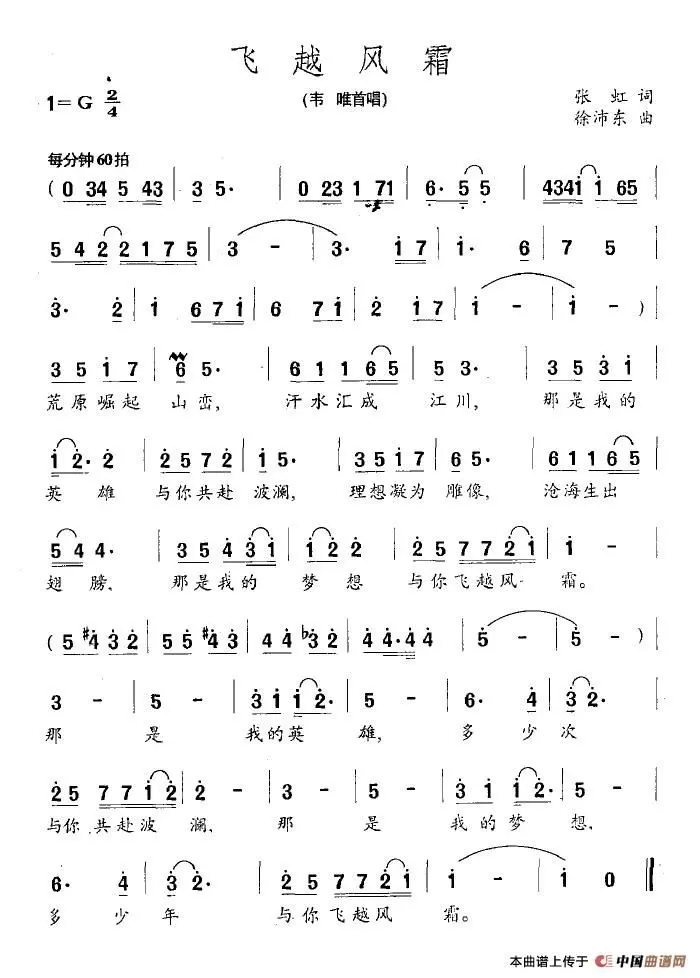 飞越风霜
1=G 2/4
(韦 唯首唱)
张 虹 词
徐沛东 曲
每分钟60拍
(0 34 5 43 | 3 5· | 0 23 1 71 | 6· 5 5 | 4341 1 65 |
5 4 2 2 1 7 5 | 3 - | 3· 1 7 | 1· 6 | 7 5 |
3· 2 | 1 6 7 1 | 6 7 1 | 2 1 7 | 1 - | 1 - ) |
3 5 1 7 | 6 5· | 6 1 1 6 5 | 5 3· | 3 5 3 1 |
荒原崛起 山峦, 汗水汇成 江川, 那是我的
1 2· 2 | 2 5 7 2 | 1 5· | 3 5 1 7 | 6 5· | 6 1 1 6 5 |
英 雄 与你共赴 波澜, 理想凝为 雕像, 沧海生出
5 4 4· | 3 5 4 3 1 | 1 2 2 | 2 5 7 7 2 1 | 1 - |
翅 膀, 那是我的 梦 想 与你飞越风 霜。
(5 #4 3 2 | 5 5 #4 3 | 4 4 b3 2 | 4 4·4 4 | 5 - | 5 - ) |
3 - | 5 - | 3 1 1 2· | 5 - | 6· 4 | 3 2· |
那 是 我的英 雄, 多 少次
2 5 7 7 1 2 | 2 - | 3 - | 5 - | 3 1 1 2· | 5 - |
与你共赴波 澜, 那 是 我的梦 想,
6· 4 | 3 2· | 2 5 7 7 2 1 | 1 - | 1 0 ‖
多 少 年 与你飞越风 霜。
本曲谱上传于 中国曲谱网